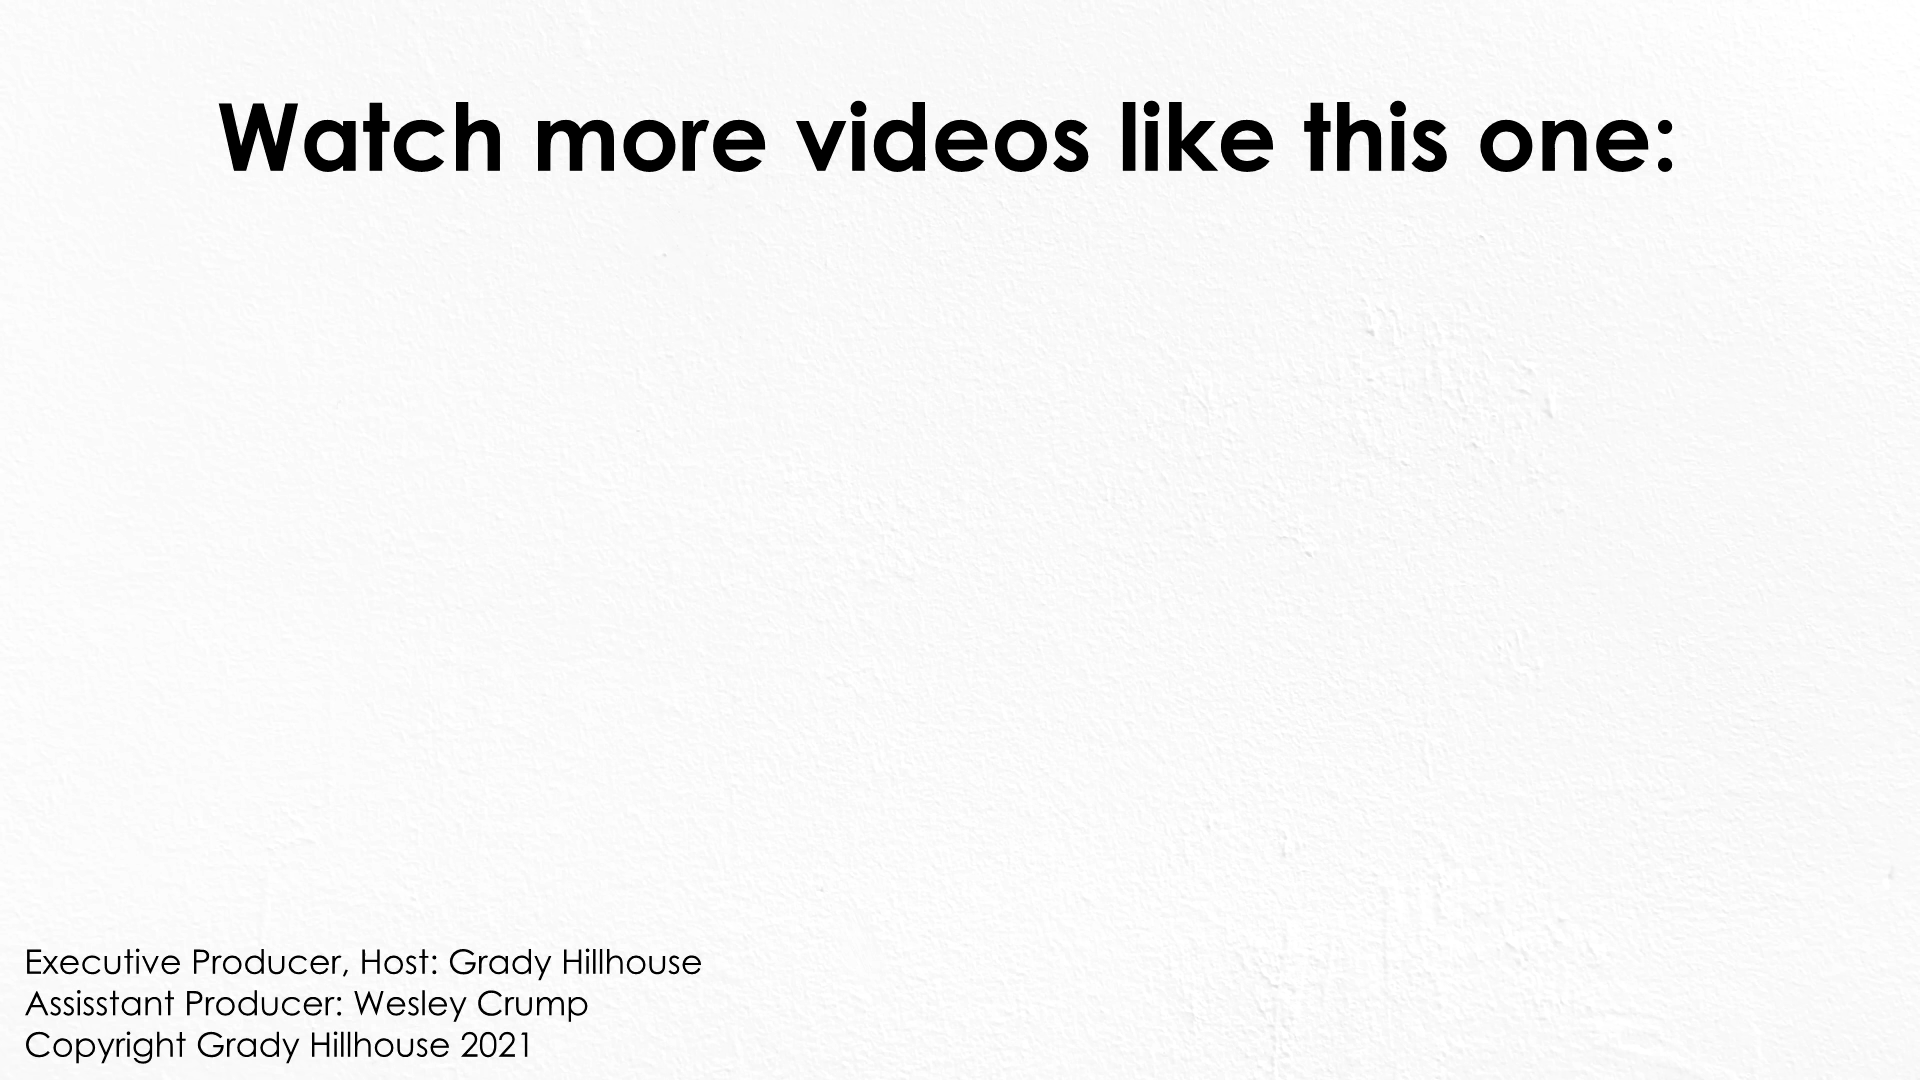 Watch more videos like this one:
Executive Producer, Host: Grady Hillhouse
Assisstant Producer: Wesley Crump
Copyright Grady Hillhouse 2021